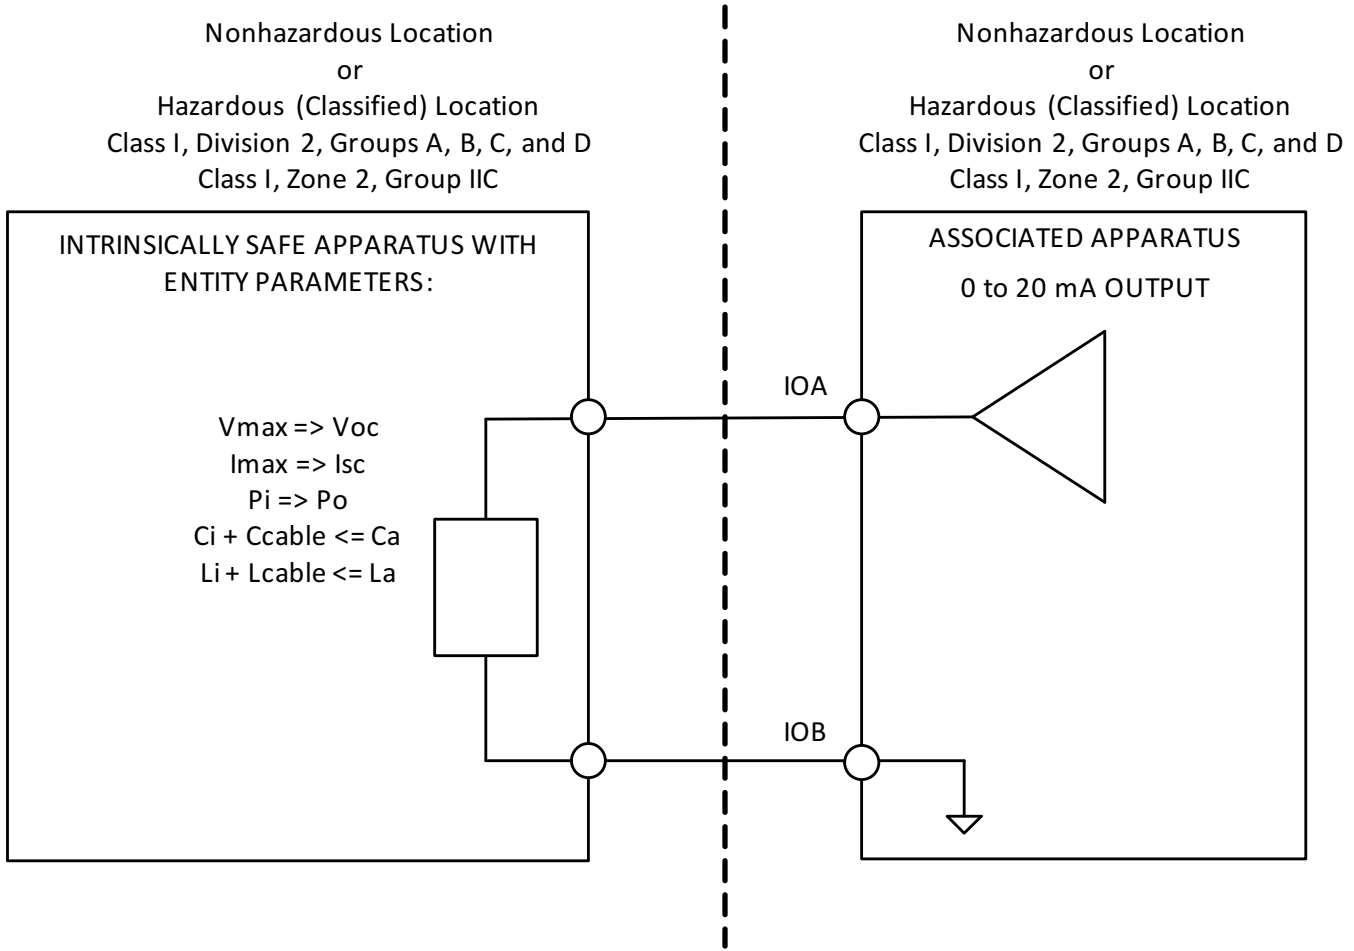 Nonhazardous Location
or
Hazardous (Classified) Location
Class I, Division 2, Groups A, B, C, and D
Class I, Zone 2, Group IIC
INTRINSICALLY SAFE APPARATUS WITH
ENTITY PARAMETERS:
Vmax => Voc
Imax => Isc
Pi => Po
Ci + Ccable <= Ca
Li + Lcable <= La
Nonhazardous Location
or
Hazardous (Classified) Location
Class I, Division 2, Groups A, B, C, and D
Class I, Zone 2, Group IIC
ASSOCIATED APPARATUS
0 to 20 mA OUTPUT
IOA
IOB